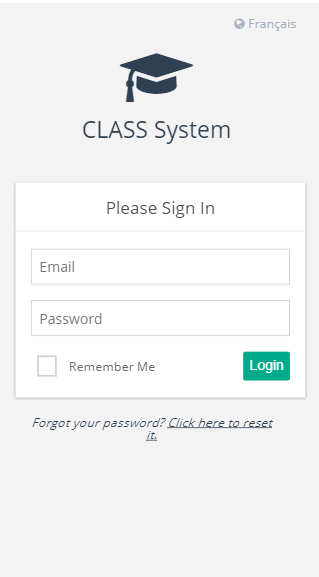 Français
CLASS System
Please Sign In
Email
Password
Remember Me
Login
Forgot your password? Click here to reset
it.